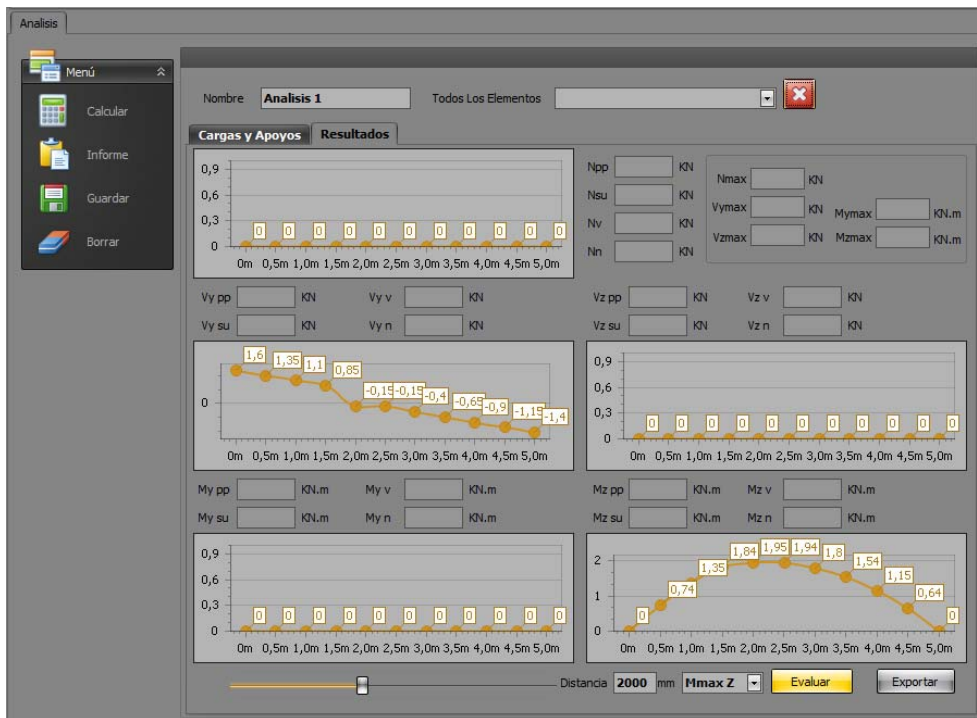 Analisis
Menú
Calcular
Informe
Guardar
Borrar
Nombre Analisis 1 Todos Los Elementos
Cargas y Apoyos Resultados
0,9
0,6
0,3
0
0 0 0 0 0 0 0 0 0 0 0
0m 0,5m 1,0m 1,5m 2,0m 2,5m 3,0m 3,5m 4,0m 4,5m 5,0m
Npp KN
Nsu KN
Nv KN
Nn KN
Nmax KN
Vymax KN Mymax KN.m
Vzmax KN Mzmax KN.m
Vy pp KN Vy v KN
Vy su KN Vy n KN
Vz pp KN Vz v KN
Vz su KN Vz n KN
1,6 1,35 1,1 0,85 -0,15 -0,15 -0,4 -0,65 -0,9 -1,15 -1,4
0
0m 0,5m 1,0m 1,5m 2,0m 2,5m 3,0m 3,5m 4,0m 4,5m 5,0m
0,9
0,6
0,3
0
0 0 0 0 0 0 0 0 0 0 0
0m 0,5m 1,0m 1,5m 2,0m 2,5m 3,0m 3,5m 4,0m 4,5m 5,0m
My pp KN.m My v KN.m
My su KN.m My n KN.m
Mz pp KN.m Mz v KN.m
Mz su KN.m Mz n KN.m
0,9
0,6
0,3
0
0 0 0 0 0 0 0 0 0 0 0
0m 0,5m 1,0m 1,5m 2,0m 2,5m 3,0m 3,5m 4,0m 4,5m 5,0m
2
1
0
0 0,74 1,35 1,84 1,95 1,94 1,8 1,54 1,15 0,64 0
0m 0,5m 1,0m 1,5m 2,0m 2,5m 3,0m 3,5m 4,0m 4,5m 5,0m
Distancia 2000 mm Mmax Z Evaluar Exportar